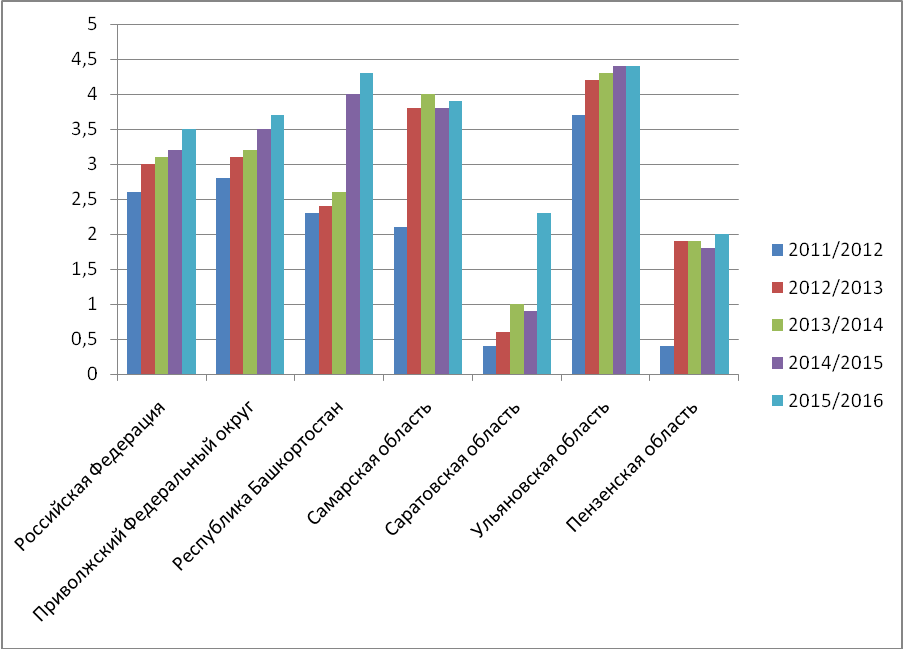 5
4,5
4
3,5
3
2,5
2
1,5
1
0,5
0
2011/2012
2012/2013
2013/2014
2014/2015
2015/2016
Российская Федерация
Приволжский Федеральный округ
Республика Башкортостан
Самарская область
Саратовская область
Ульяновская область
Пензенская область